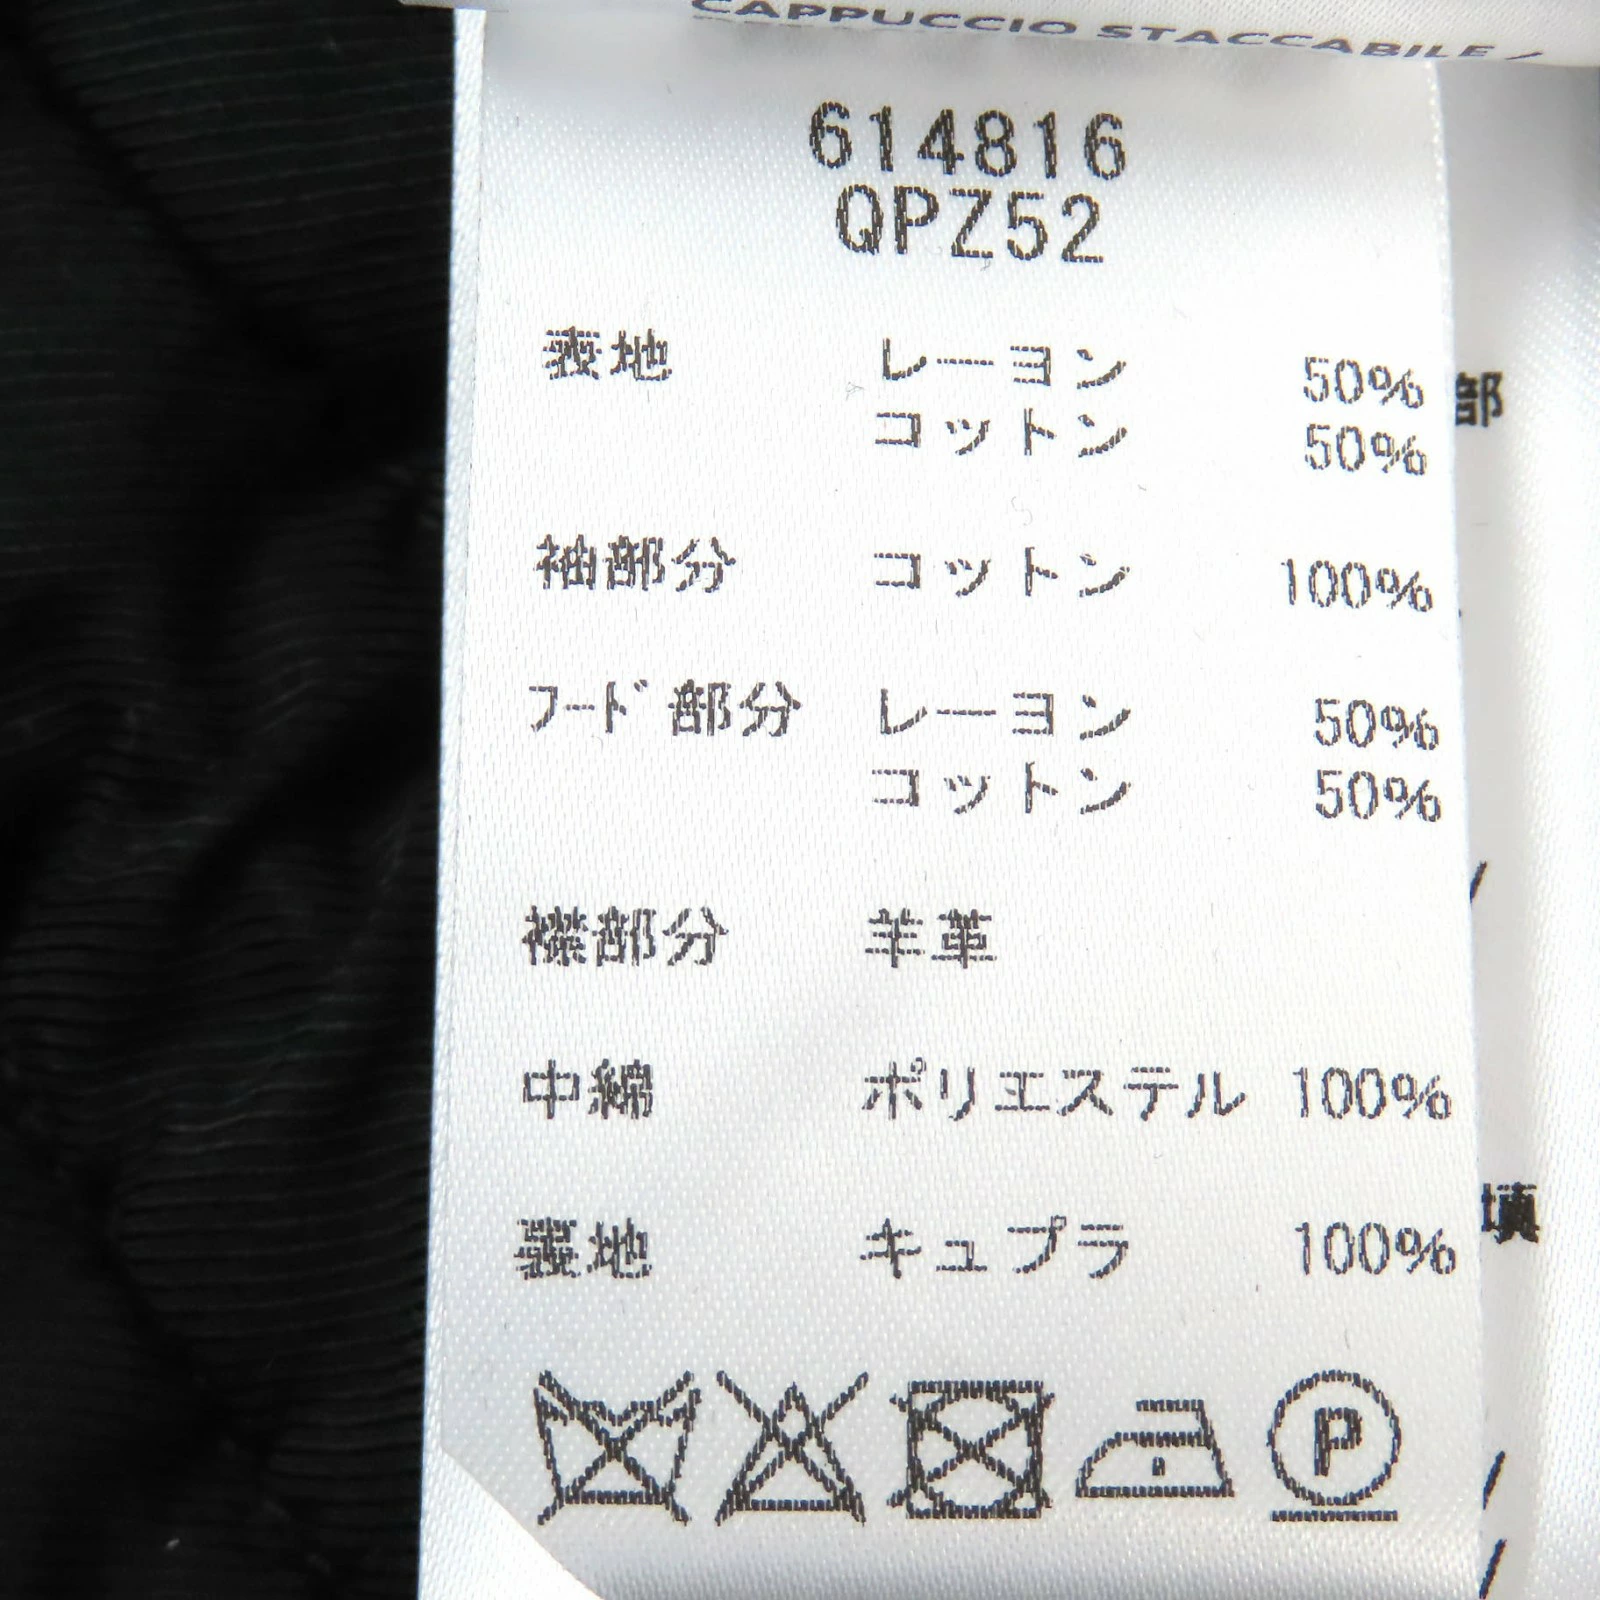 CAPPUCCIO STACCABILE /
614816
QPZ52
表地 レーヨン 50%
コットン 50%
袖部分 コットン 100%
フード部分 レーヨン 50%
コットン 50%
襟部分 羊革
中綿 ポリエステル 100%
裏地 キュプラ 100%
P
部
填